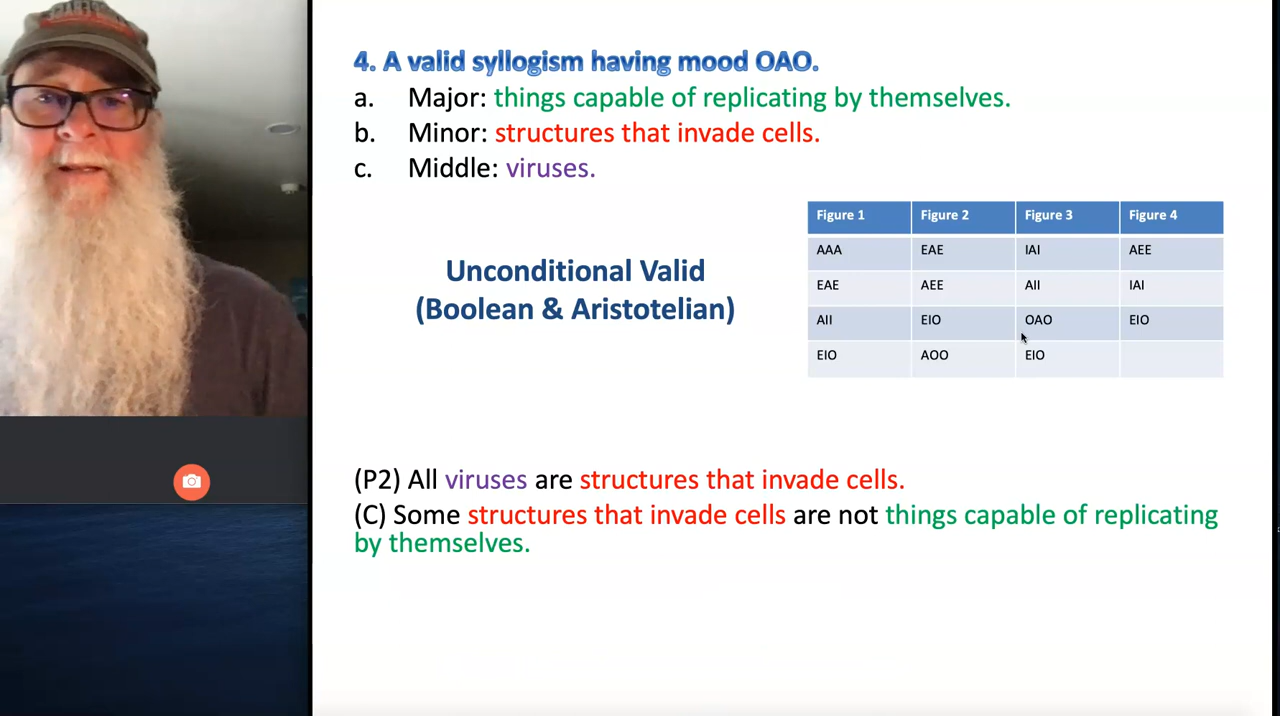 4. A valid syllogism having mood OAO.
a. Major: things capable of replicating by themselves.
b. Minor: structures that invade cells.
c. Middle: viruses.
Unconditional Valid
(Boolean & Aristotelian)
Figure 1 Figure 2 Figure 3 Figure 4
AAA EAE IAI AEE
EAE AEE AII IAI
AII EIO OAO EIO
EIO AOO EIO
(P2) All viruses are structures that invade cells.
(C) Some structures that invade cells are not things capable of replicating
by themselves.